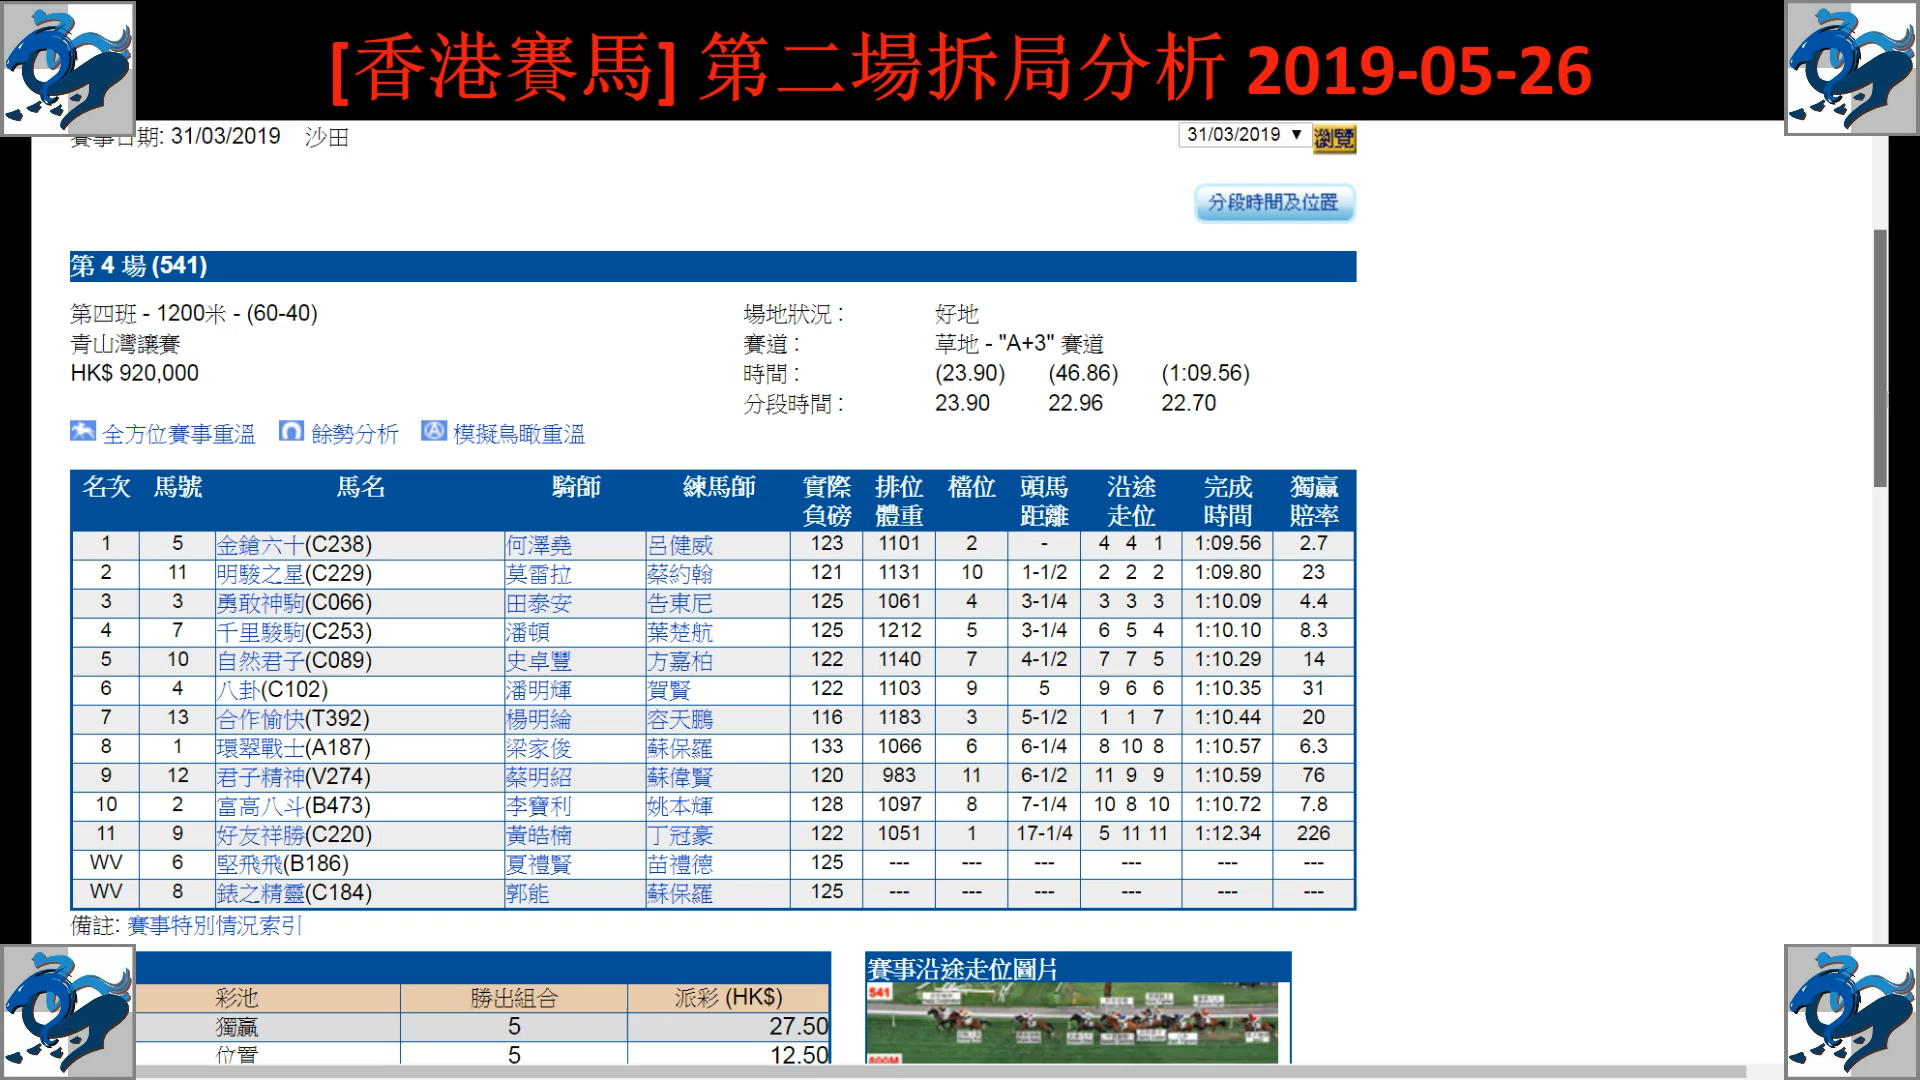 [香港賽馬] 第二場拆局分析 2019-05-26
賽事日期: 31/03/2019 沙田
31/03/2019 ▼ 瀏覽
分段時間及位置
第 4 場 (541)
第四班 - 1200米 - (60-40) 場地狀況 : 好地
青山灣讓賽 賽道 : 草地 - "A+3" 賽道
HK$ 920,000 時間 : (23.90) (46.86) (1:09.56)
分段時間 : 23.90 22.96 22.70
全方位賽事重溫 餘勢分析 模擬鳥瞰重溫
名次 馬號 馬名 騎師 練馬師 實際負磅 排位體重 檔位 頭馬距離 沿途走位 完成時間 獨贏賠率
1 5 金鎗六十(C238) 何澤堯 呂健威 123 1101 2 - 4 4 1 1:09.56 2.7
2 11 明駿之星(C229) 莫雷拉 蔡約翰 121 1131 10 1-1/2 2 2 2 1:09.80 23
3 3 勇敢神駒(C066) 田泰安 告東尼 125 1061 4 3-1/4 3 3 3 1:10.09 4.4
4 7 千里駿駒(C253) 潘頓 葉楚航 125 1212 5 3-1/4 6 5 4 1:10.10 8.3
5 10 自然君子(C089) 史卓豐 方嘉柏 122 1140 7 4-1/2 7 7 5 1:10.29 14
6 4 八卦(C102) 潘明輝 賀賢 122 1103 9 5 9 6 6 1:10.35 31
7 13 合作愉快(T392) 楊明綸 容天鵬 116 1183 3 5-1/2 1 1 7 1:10.44 20
8 1 環翠戰士(A187) 梁家俊 蘇保羅 133 1066 6 6-1/4 8 10 8 1:10.57 6.3
9 12 君子精神(V274) 蔡明紹 蘇偉賢 120 983 11 6-1/2 11 9 9 1:10.59 76
10 2 富高八斗(B473) 李寶利 姚本輝 128 1097 8 7-1/4 10 8 10 1:10.72 7.8
11 9 好友祥勝(C220) 黃皓楠 丁冠豪 122 1051 1 17-1/4 5 11 11 1:12.34 226
WV 6 堅飛飛(B186) 夏禮賢 苗禮德 125 --- --- --- --- --- ---
WV 8 錶之精靈(C184) 郭能 蘇保羅 125 --- --- --- --- --- ---
備註: 賽事特別情況索引
賽事沿途走位圖片
彩池 勝出組合 派彩 (HK$)
獨贏 5 27.50
位置 5 12.50
541
800M